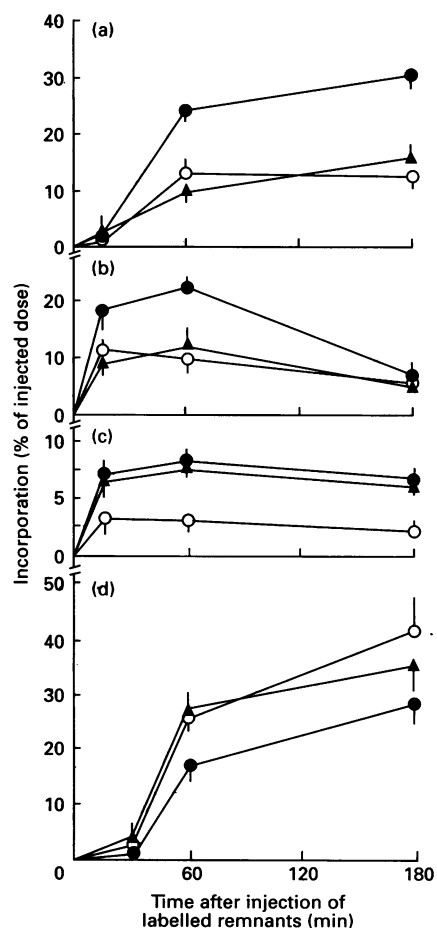 (a)
40
30
20
10
0
(b)
20
10
0
(c)
10
5
0
(d)
50
40
30
20
10
0 60 120 180
Incorporation (% of injected dose)
Time after injection of
labelled remnants (min)